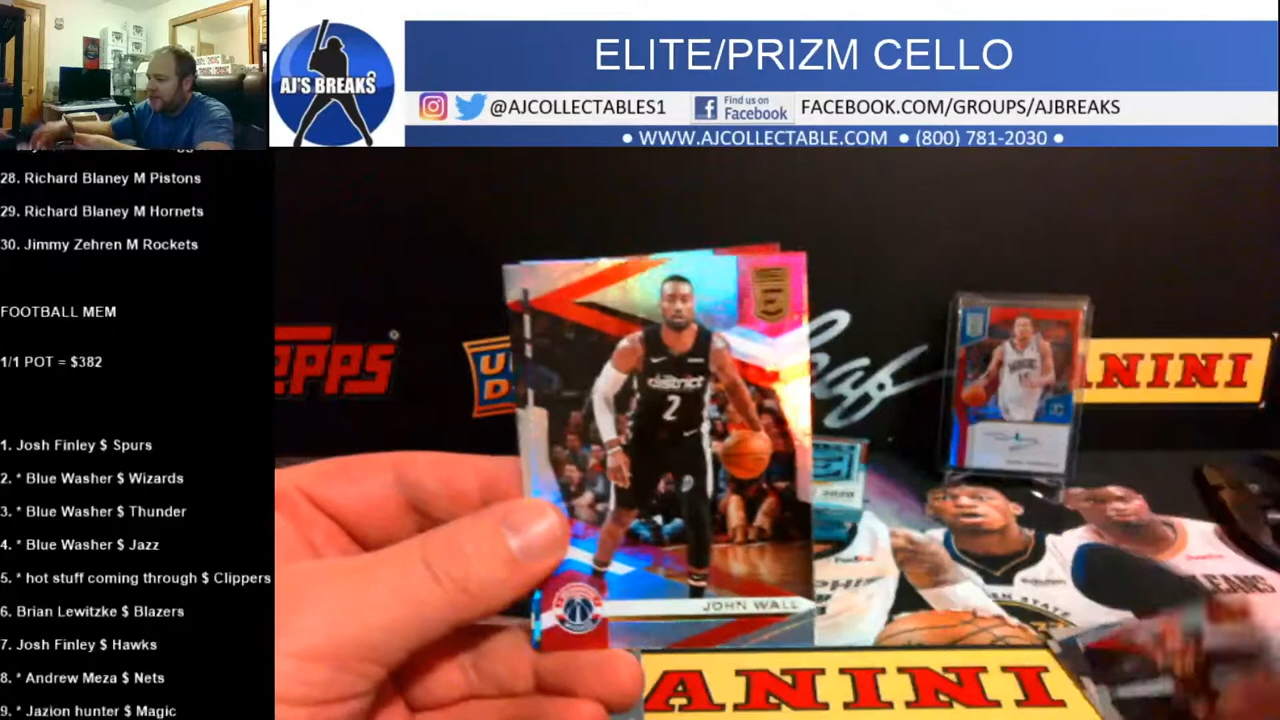 ELITE/PRIZM CELLO
AJ'S BREAKS
@AJCOLLECTABLES1
Find us on
Facebook
FACEBOOK.COM/GROUPS/AJBREAKS
● WWW.AJCOLLECTABLE.COM ● (800) 781-2030 ●
28. Richard Blaney M Pistons
29. Richard Blaney M Hornets
30. Jimmy Zehren M Rockets
FOOTBALL MEM
1/1 POT = $382
1. Josh Finley $ Spurs
2. * Blue Washer $ Wizards
3. * Blue Washer $ Thunder
4. * Blue Washer $ Jazz
5. * hot stuff coming through $ Clippers
6. Brian Lewitzke $ Blazers
7. Josh Finley $ Hawks
8. * Andrew Meza $ Nets
9. * Jazion hunter $ Magic
PANINI
E
district
2
JOHN WALL
2020
PANINI